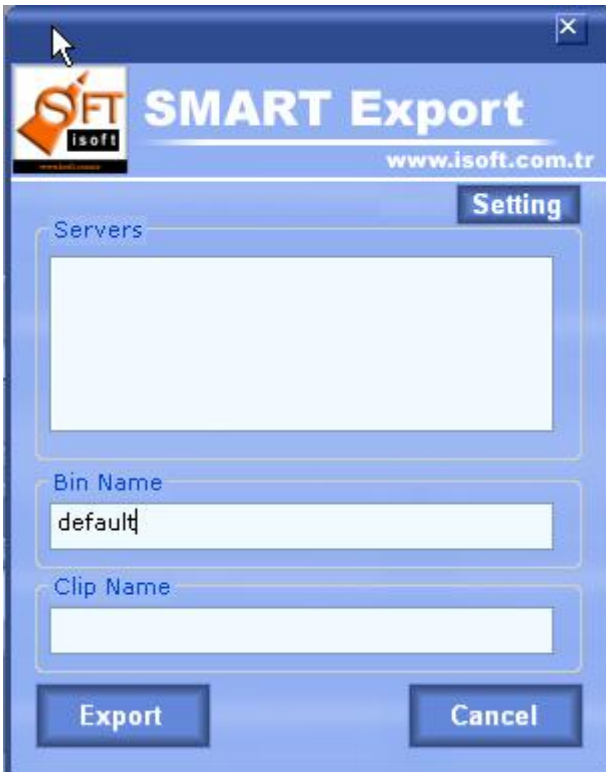 SFT
isoft
SMART Export
www.isoft.com.tr
Setting
Servers
Bin Name
default
Clip Name
Export
Cancel